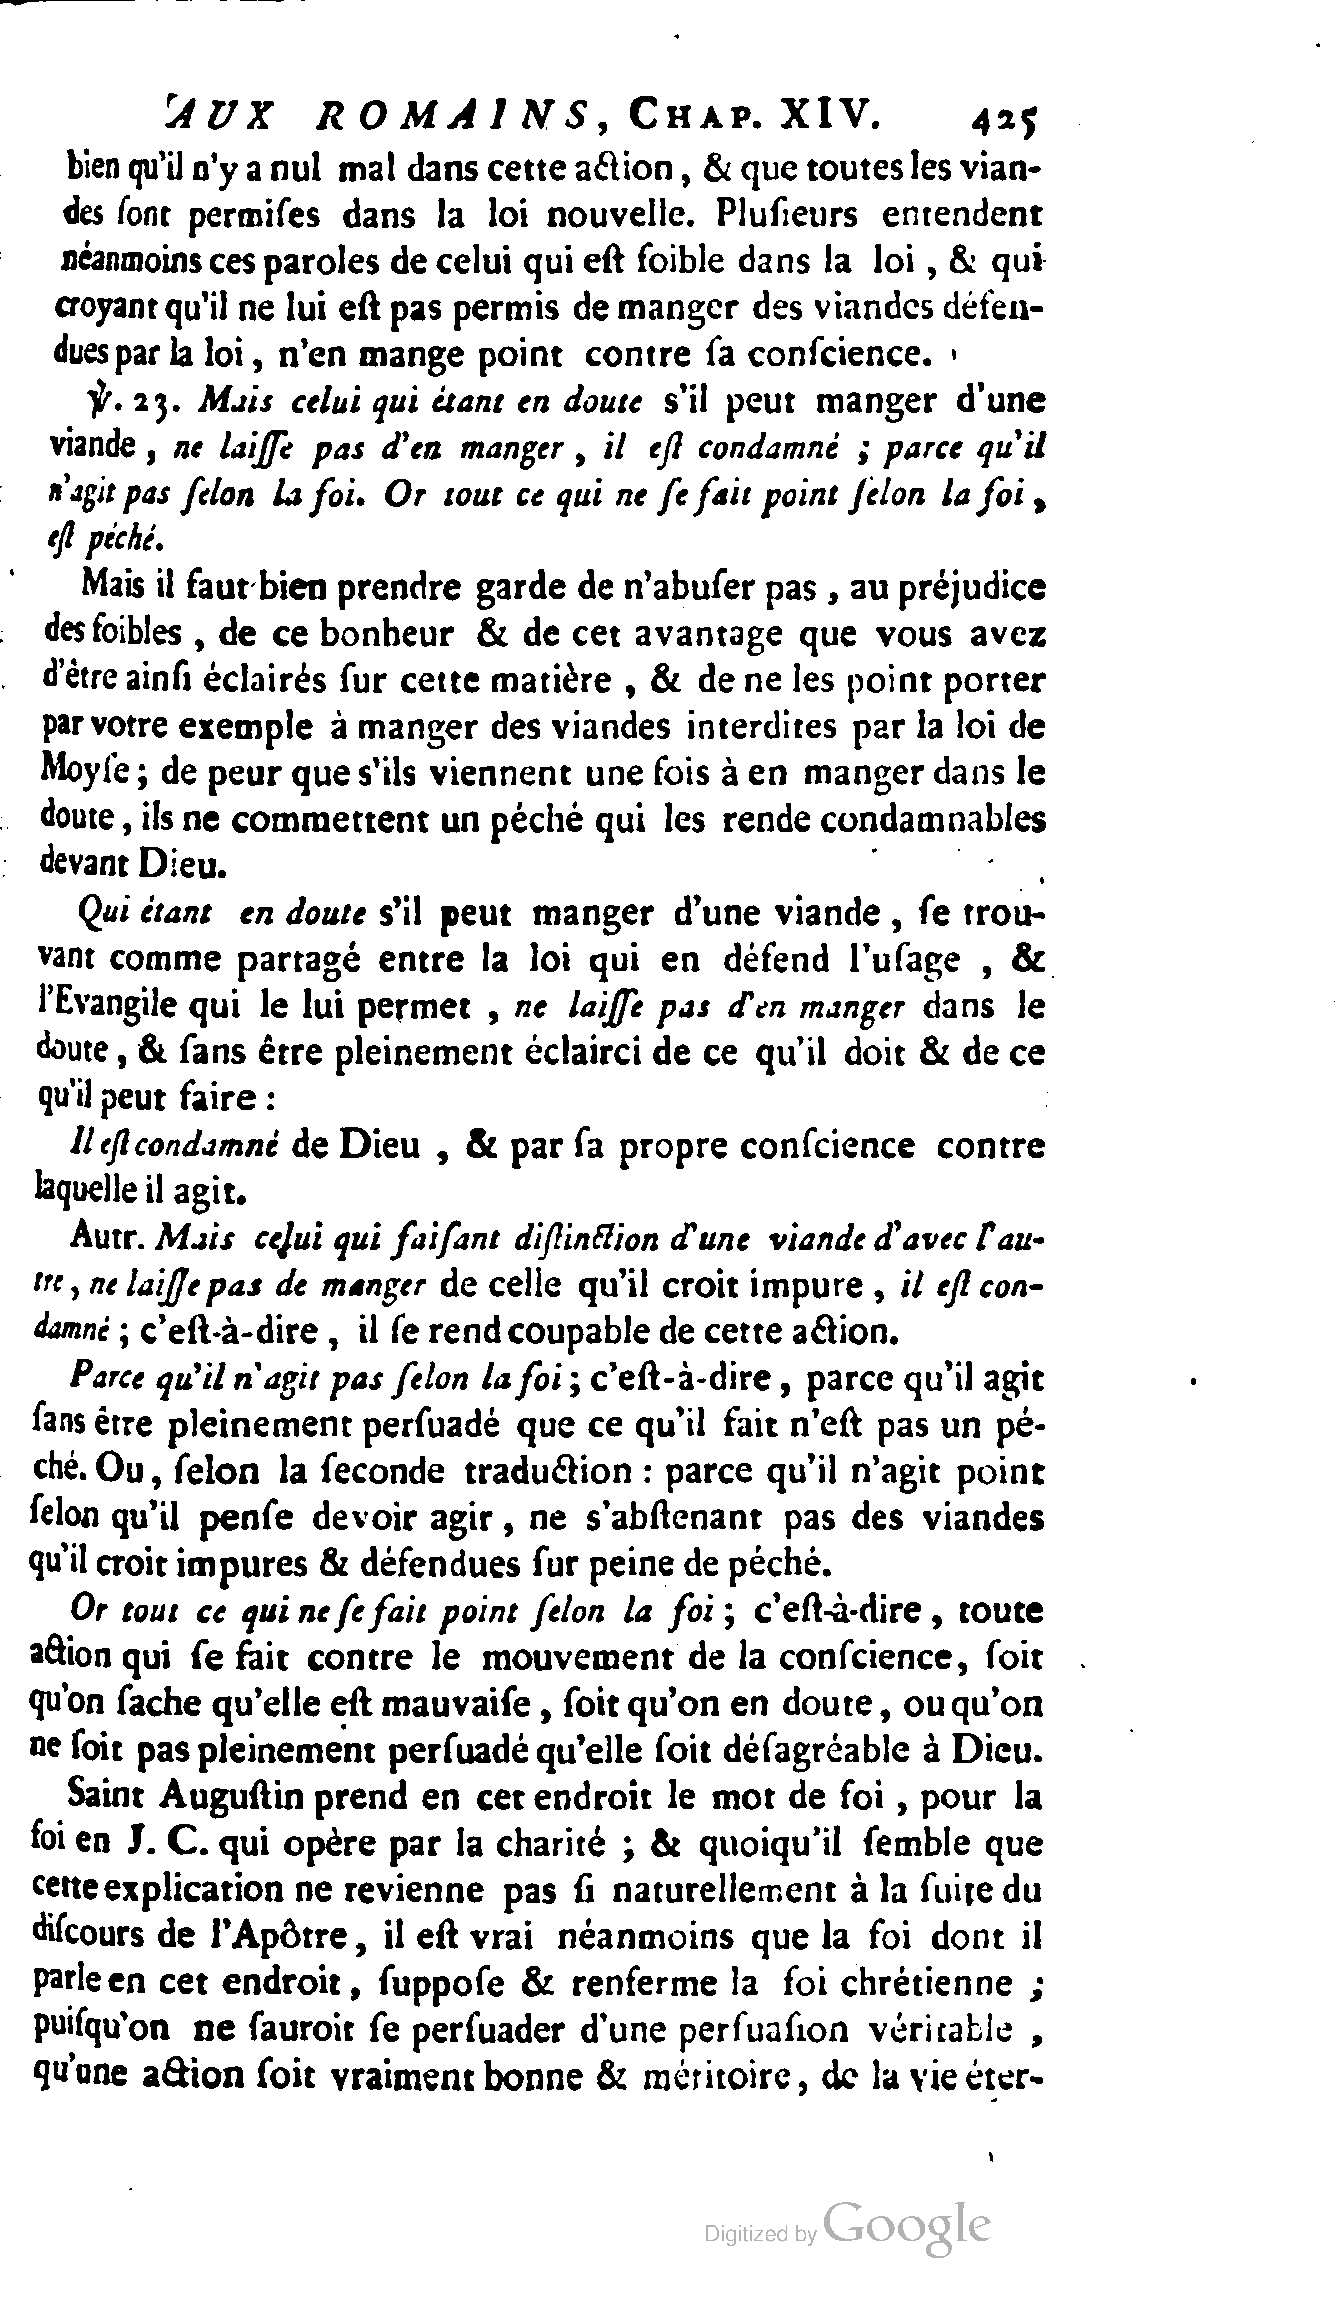 AUX ROMAINS, CHAP. XIV. 425
bien qu'il n'y a nul mal dans cette action, & que toutes les vian-
des ſont permiſes dans la loi nouvelle. Pluſieurs entendent
néanmoins ces paroles de celui qui eſt foible dans la loi, & qui
croyant qu'il ne lui eſt pas permis de manger des viandes défen-
dues par la loi, n'en mange point contre ſa conſcience.
℣. 23. Mais celui qui étant en doute s'il peut manger d'une
viande, ne laiſſe pas d'en manger, il eſt condamné ; parce qu'il
n'agit pas ſelon la foi. Or tout ce qui ne ſe fait point ſelon la foi,
eſt péché.
Mais il faut bien prendre garde de n'abuſer pas, au préjudice
des foibles, de ce bonheur & de cet avantage que vous avez
d'être ainſi éclairés ſur cette matière, & de ne les point porter
par votre exemple à manger des viandes interdites par la loi de
Moyſe ; de peur que s'ils viennent une fois à en manger dans le
doute, ils ne commettent un péché qui les rende condamnables
devant Dieu.
Qui étant en doute s'il peut manger d'une viande, ſe trou-
vant comme partagé entre la loi qui en défend l'uſage, &
l'Evangile qui le lui permet, ne laiſſe pas d'en manger dans le
doute, & ſans être pleinement éclairci de ce qu'il doit & de ce
qu'il peut faire :
Il eſt condamné de Dieu, & par ſa propre conſcience contre
laquelle il agit.
Autr. Mais celui qui faiſant diſtinction d'une viande d'avec l'au-
tre, ne laiſſe pas de manger de celle qu'il croit impure, il eſt con-
damné ; c'eſt-à-dire, il ſe rend coupable de cette action.
Parce qu'il n'agit pas ſelon la foi ; c'eſt-à-dire, parce qu'il agit
ſans être pleinement perſuadé que ce qu'il fait n'eſt pas un pé-
ché. Ou, ſelon la ſeconde traduction : parce qu'il n'agit point
ſelon qu'il penſe devoir agir, ne s'abſtenant pas des viandes
qu'il croit impures & défendues ſur peine de péché.
Or tout ce qui ne ſe fait point ſelon la foi ; c'eſt-à-dire, toute
action qui ſe fait contre le mouvement de la conſcience, ſoit
qu'on ſache qu'elle eſt mauvaiſe, ſoit qu'on en doute, ou qu'on
ne ſoit pas pleinement perſuadé qu'elle ſoit déſagréable à Dieu.
Saint Auguſtin prend en cet endroit le mot de foi, pour la
foi en J. C. qui opère par la charité ; & quoiqu'il ſemble que
cette explication ne revienne pas ſi naturellement à la ſuite du
diſcours de l'Apôtre, il eſt vrai néanmoins que la foi dont il
parle en cet endroit, ſuppoſe & renferme la foi chrétienne ;
puiſqu'on ne ſauroit ſe perſuader d'une perſuaſion véritable,
qu'une action ſoit vraiment bonne & méritoire, de la vie éter-
Digitized by Google